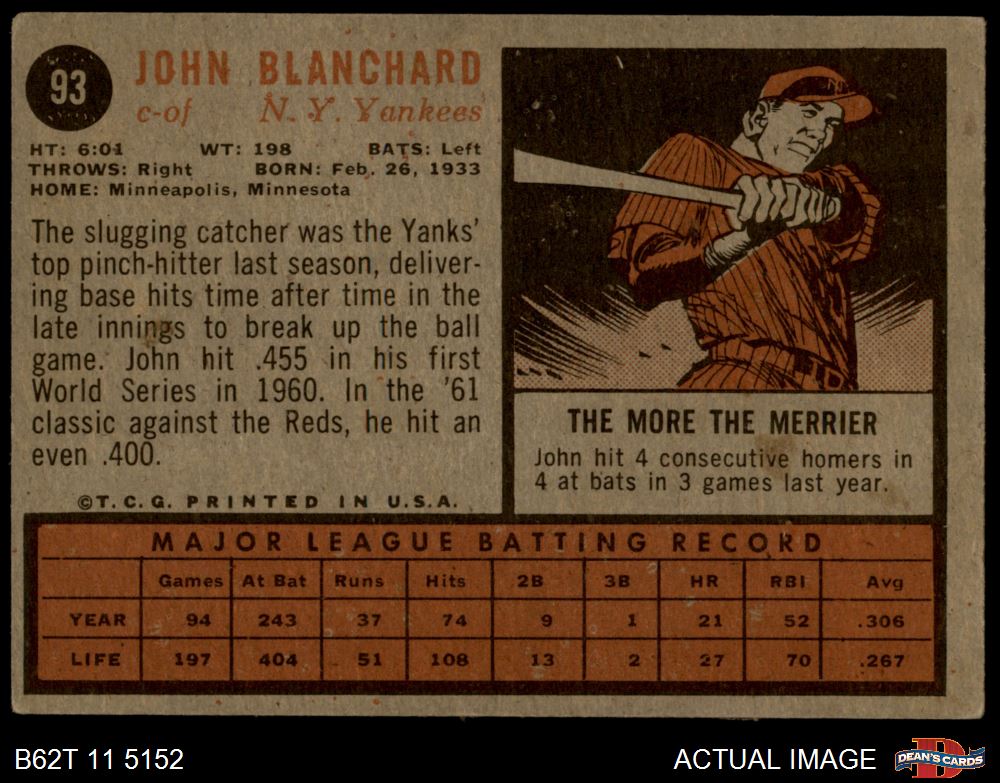 93
JOHN BLANCHARD
c-of N. Y. Yankees
HT: 6:01 WT: 198 BATS: Left
THROWS: Right BORN: Feb. 26, 1933
HOME: Minneapolis, Minnesota
The slugging catcher was the Yanks'
top pinch-hitter last season, deliver-
ing base hits time after time in the
late innings to break up the ball
game. John hit .455 in his first
World Series in 1960. In the '61
classic against the Reds, he hit an
even .400.
©T.C.G. PRINTED IN U.S.A.
THE MORE THE MERRIER
John hit 4 consecutive homers in
4 at bats in 3 games last year.
MAJOR LEAGUE BATTING RECORD
Games At Bat Runs Hits 2B 3B HR RBI Avg
YEAR 94 243 37 74 9 1 21 52 .306
LIFE 197 404 51 108 13 2 27 70 .267
B62T 11 5152
ACTUAL IMAGE
DEAN'S CARDS